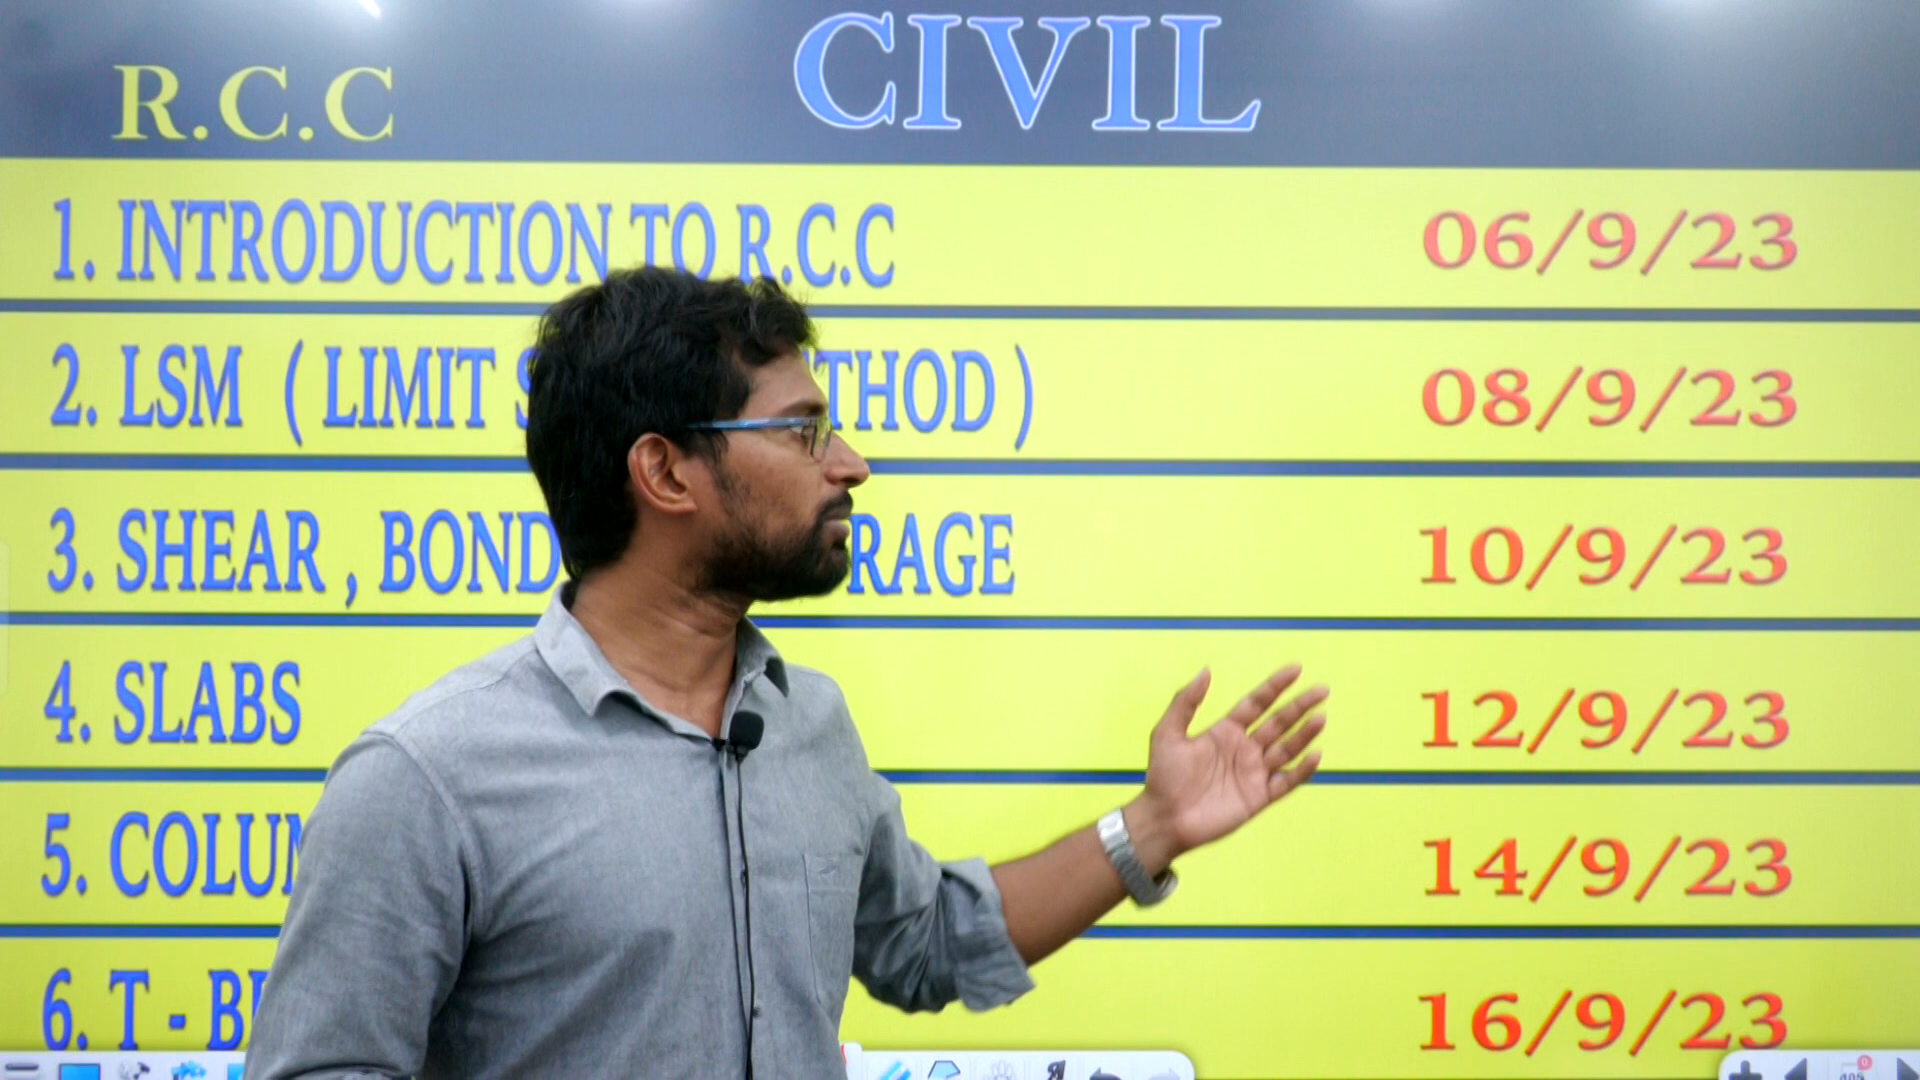 R.C.C
CIVIL
1. INTRODUCTION TO R.C.C 06/9/23
2. LSM ( LIMIT THOD ) 08/9/23
3. SHEAR , BOND RAGE 10/9/23
4. SLABS 12/9/23
5. COLUM 14/9/23
6. T - B 16/9/23